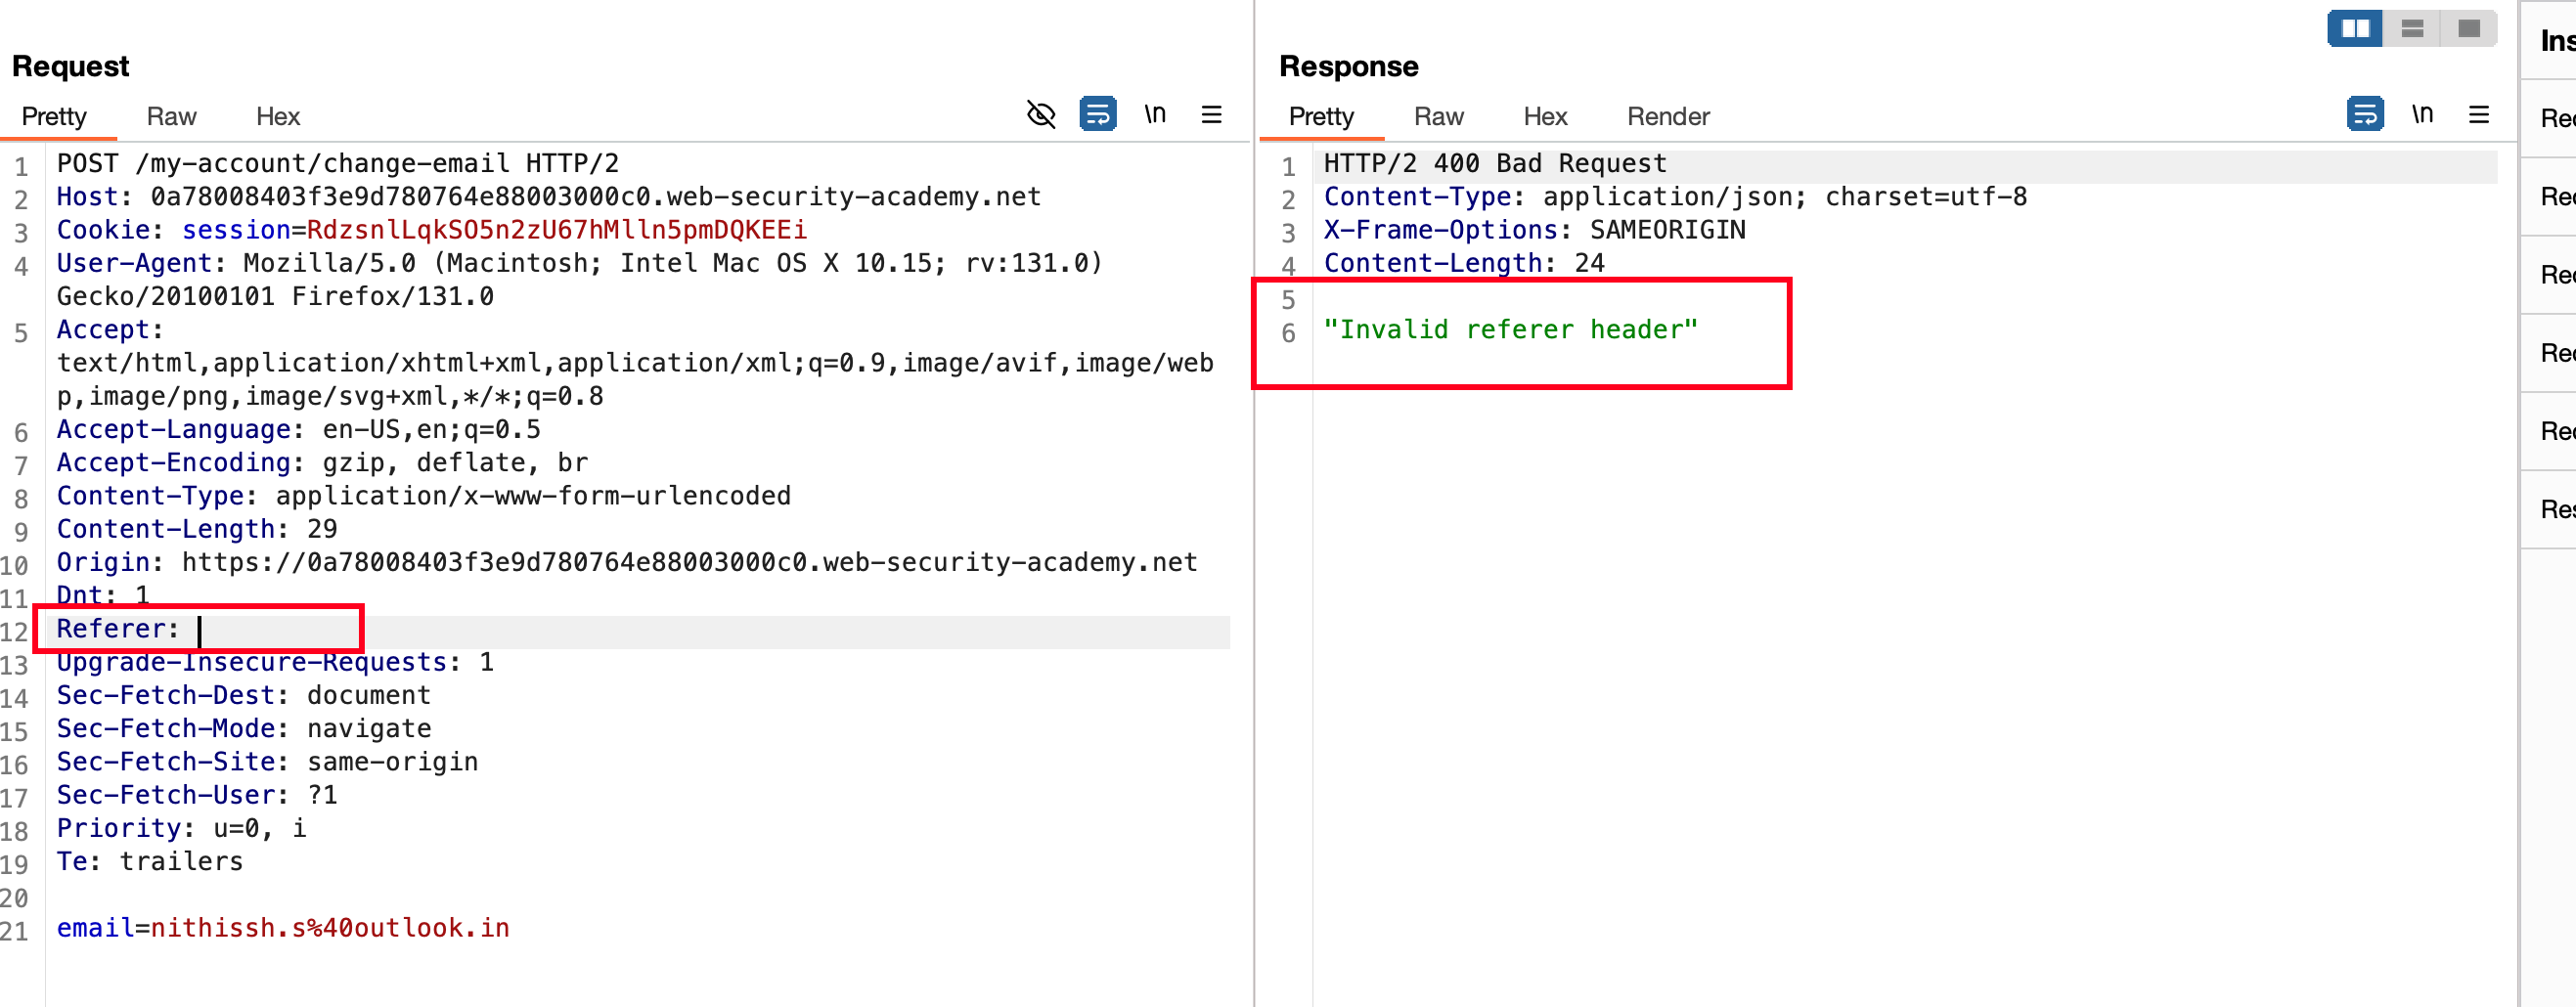 Request
Pretty Raw Hex \n
1 POST /my-account/change-email HTTP/2
2 Host: 0a78008403f3e9d780764e88003000c0.web-security-academy.net
3 Cookie: session=RdzsnlLqkSO5n2zU67hMlln5pmDQKEEi
4 User-Agent: Mozilla/5.0 (Macintosh; Intel Mac OS X 10.15; rv:131.0)
Gecko/20100101 Firefox/131.0
5 Accept:
text/html,application/xhtml+xml,application/xml;q=0.9,image/avif,image/web
p,image/png,image/svg+xml,*/*;q=0.8
6 Accept-Language: en-US,en;q=0.5
7 Accept-Encoding: gzip, deflate, br
8 Content-Type: application/x-www-form-urlencoded
9 Content-Length: 29
10 Origin: https://0a78008403f3e9d780764e88003000c0.web-security-academy.net
11 Dnt: 1
12 Referer:
13 Upgrade-Insecure-Requests: 1
14 Sec-Fetch-Dest: document
15 Sec-Fetch-Mode: navigate
16 Sec-Fetch-Site: same-origin
17 Sec-Fetch-User: ?1
18 Priority: u=0, i
19 Te: trailers
20
21 email=nithissh.s%40outlook.in
Response
Pretty Raw Hex Render \n
1 HTTP/2 400 Bad Request
2 Content-Type: application/json; charset=utf-8
3 X-Frame-Options: SAMEORIGIN
4 Content-Length: 24
5
6 "Invalid referer header"
Ins
Rec
Rec
Rec
Rec
Rec
Res